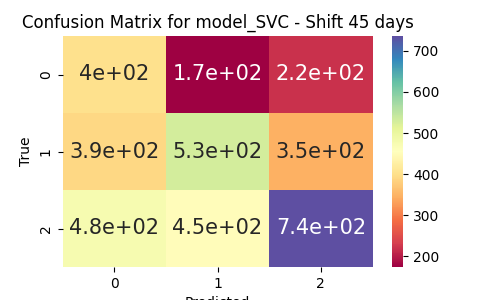 Confusion Matrix for model_SVC - Shift 45 days
0 4e+02 1.7e+02 2.2e+02
1 3.9e+02 5.3e+02 3.5e+02
2 4.8e+02 4.5e+02 7.4e+02
0 1 2
Predicted
True
700
600
500
400
300
200